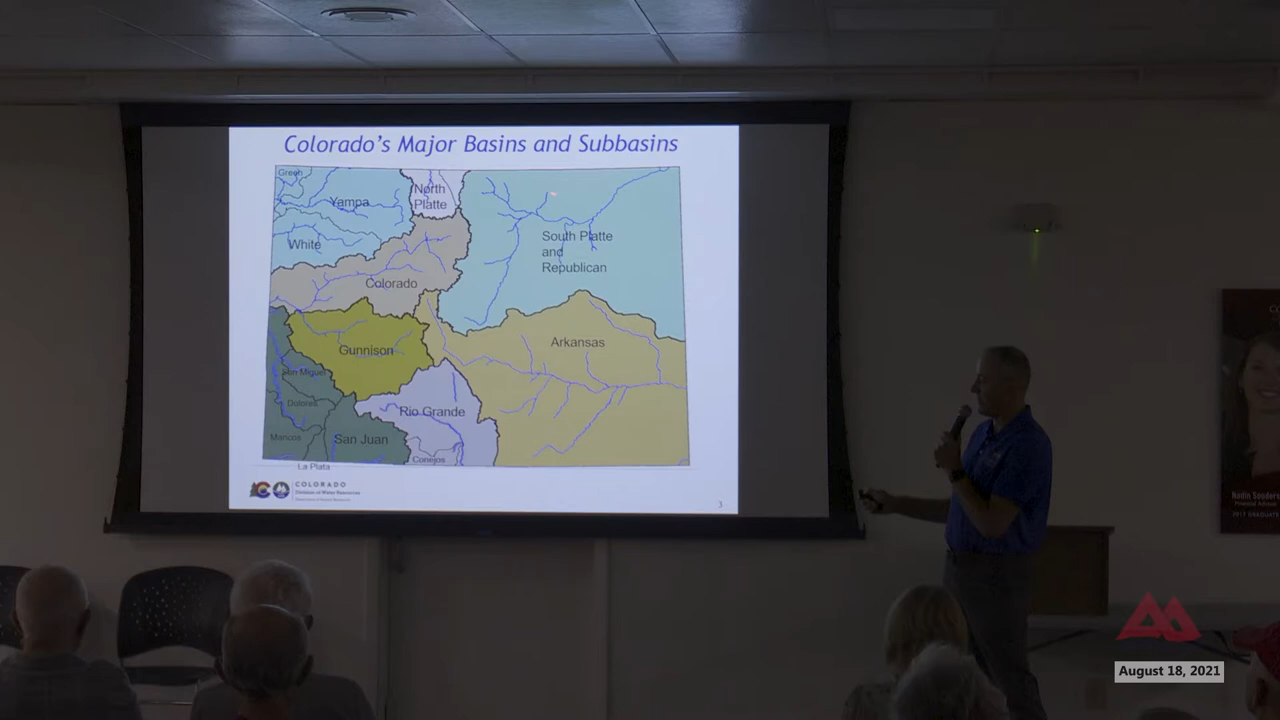 Colorado's Major Basins and Subbasins
Green
Yampa
North
Platte
White
South Platte
and
Republican
Colorado
Arkansas
Gunnison
San Miguel
Dolores
Rio Grande
Mancos
San Juan
Conejos
La Plata
COLORADO
Division of Water Resources
3
August 18, 2021